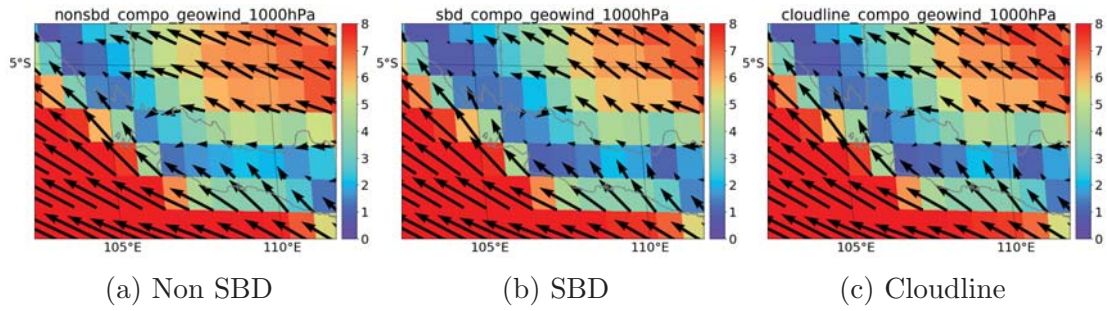 nonsbd_compo_geowind_1000hPa
5°S
105°E
110°E
8
7
6
5
4
3
2
1
0
(a) Non SBD
sbd_compo_geowind_1000hPa
5°S
105°E
110°E
8
7
6
5
4
3
2
1
0
(b) SBD
cloudline_compo_geowind_1000hPa
5°S
105°E
110°E
8
7
6
5
4
3
2
1
0
(c) Cloudline